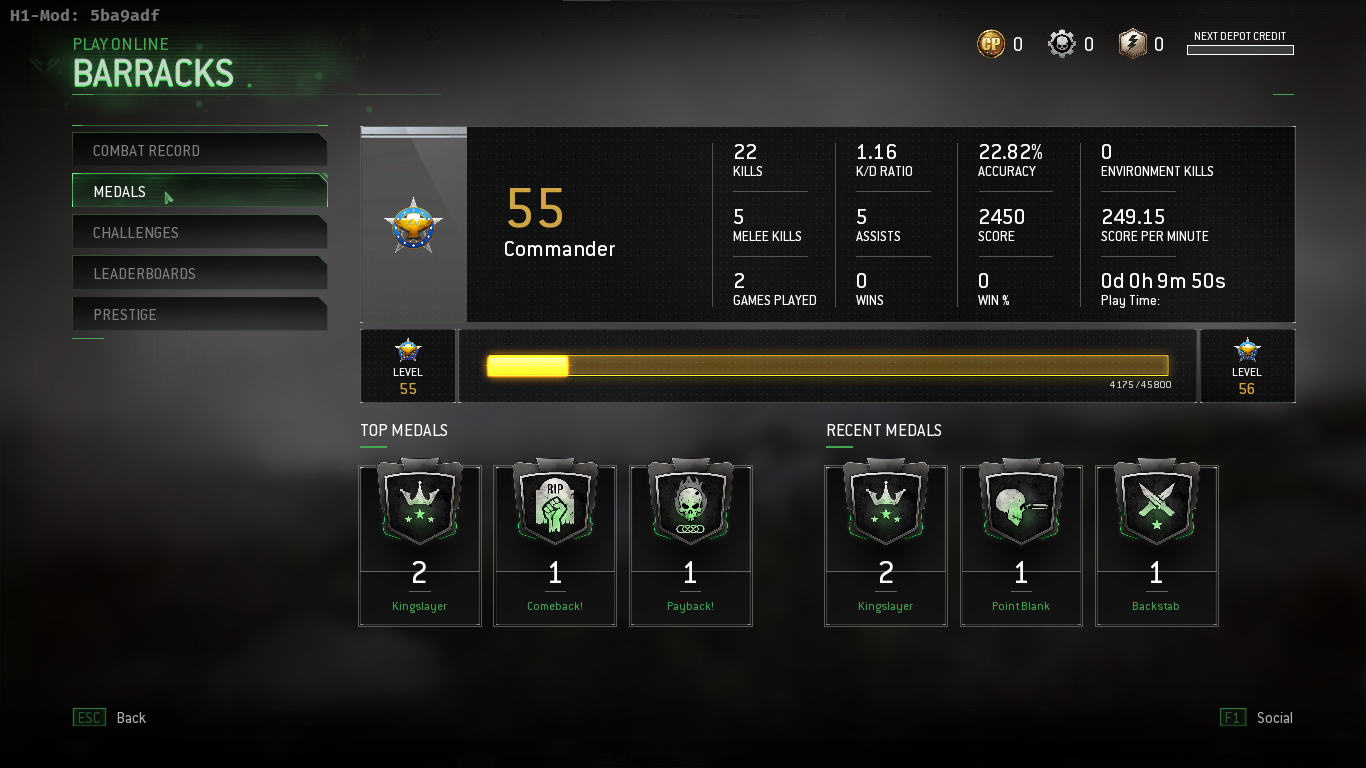 H1-Mod: 5ba9adf
PLAY ONLINE
BARRACKS
CP 0 0 0
NEXT DEPOT CREDIT
COMBAT RECORD
MEDALS
CHALLENGES
LEADERBOARDS
PRESTIGE
55
Commander
22
KILLS
1.16
K/D RATIO
22.82%
ACCURACY
0
ENVIRONMENT KILLS
5
MELEE KILLS
5
ASSISTS
2450
SCORE
249.15
SCORE PER MINUTE
2
GAMES PLAYED
0
WINS
0
WIN %
0d 0h 9m 50s
Play Time:
LEVEL
55
4175/45800
LEVEL
56
TOP MEDALS
2
Kingslayer
RIP
1
Comeback!
1
Payback!
RECENT MEDALS
2
Kingslayer
1
Point Blank
1
Backstab
ESC Back
F1 Social